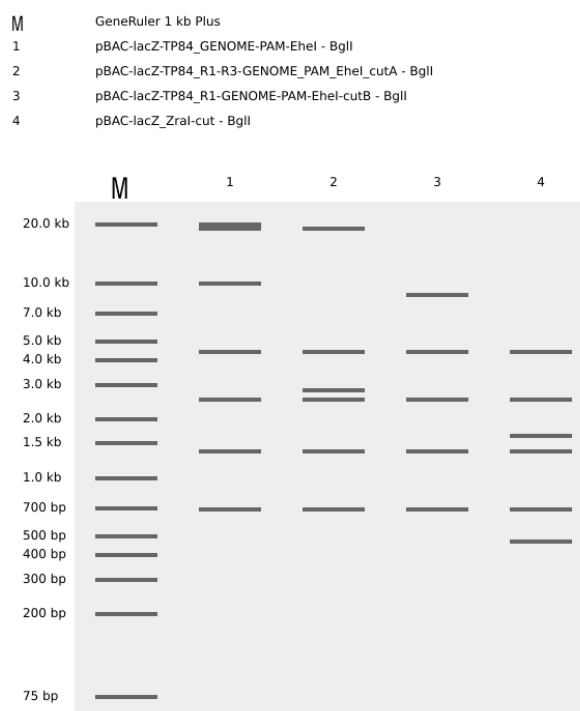 M GeneRuler 1 kb Plus
1 pBAC-lacZ-TP84_GENOME-PAM-EheI - BglI
2 pBAC-lacZ-TP84_R1-R3-GENOME_PAM_EheI_cutA - BglI
3 pBAC-lacZ-TP84_R1-GENOME-PAM-EheI-cutB - BglI
4 pBAC-lacZ_ZraI-cut - BglI
M 1 2 3 4
20.0 kb
10.0 kb
7.0 kb
5.0 kb
4.0 kb
3.0 kb
2.0 kb
1.5 kb
1.0 kb
700 bp
500 bp
400 bp
300 bp
200 bp
75 bp